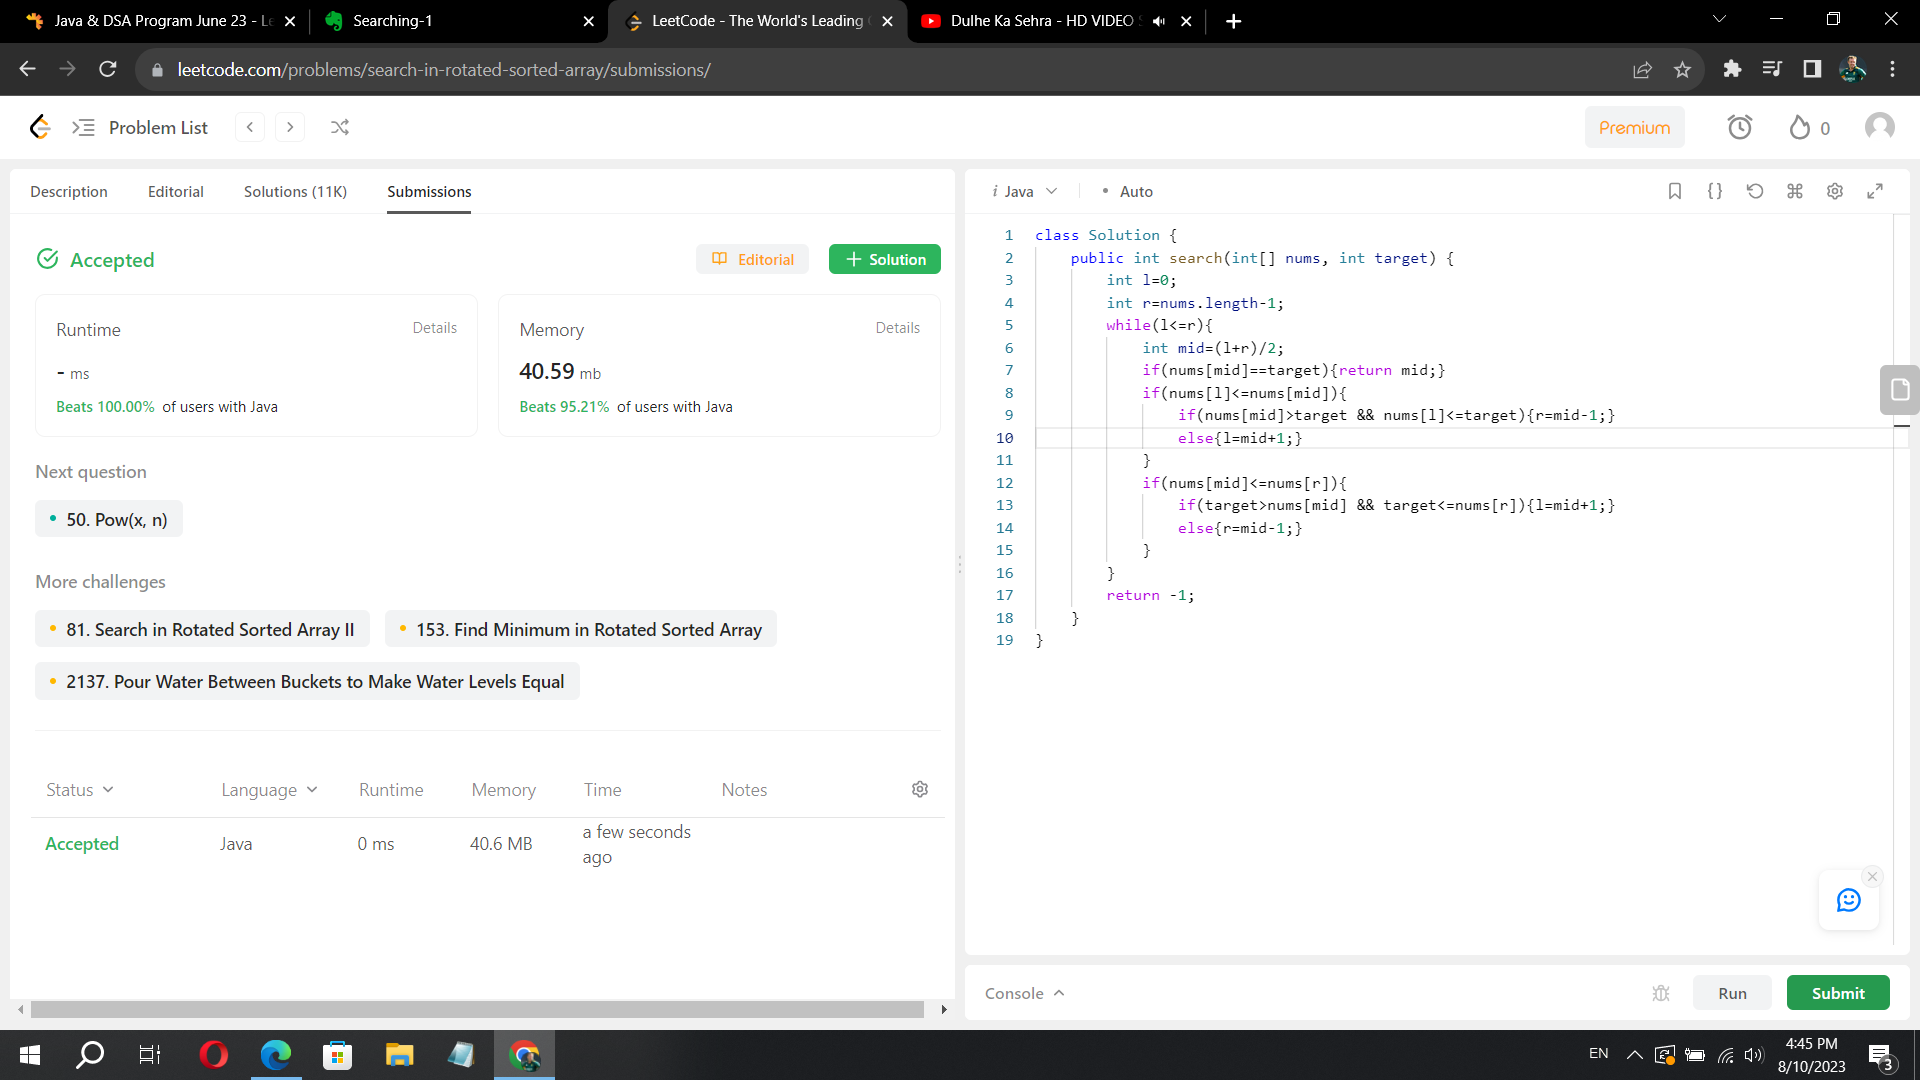 Java & DSA Program June 23 - Le
Searching-1
LeetCode - The World's Leading
Dulhe Ka Sehra - HD VIDEO
leetcode.com/problems/search-in-rotated-sorted-array/submissions/
Problem List
Premium
0
Description
Editorial
Solutions (11K)
Submissions
Accepted
Editorial
Solution
Runtime
Details
- ms
Beats 100.00% of users with Java
Memory
Details
40.59 mb
Beats 95.21% of users with Java
Next question
50. Pow(x, n)
More challenges
81. Search in Rotated Sorted Array II
153. Find Minimum in Rotated Sorted Array
2137. Pour Water Between Buckets to Make Water Levels Equal
Status Language Runtime Memory Time Notes
Accepted Java 0 ms 40.6 MB a few seconds
ago
i Java
• Auto
1 class Solution {
2 public int search(int[] nums, int target) {
3 int l=0;
4 int r=nums.length-1;
5 while(l<=r){
6 int mid=(l+r)/2;
7 if(nums[mid]==target){return mid;}
8 if(nums[l]<=nums[mid]){
9 if(nums[mid]>target && nums[l]<=target){r=mid-1;}
10 else{l=mid+1;}
11 }
12 if(nums[mid]<=nums[r]){
13 if(target>nums[mid] && target<=nums[r]){l=mid+1;}
14 else{r=mid-1;}
15 }
16 }
17 return -1;
18 }
19 }
Console
Run
Submit
EN
4:45 PM
8/10/2023
3